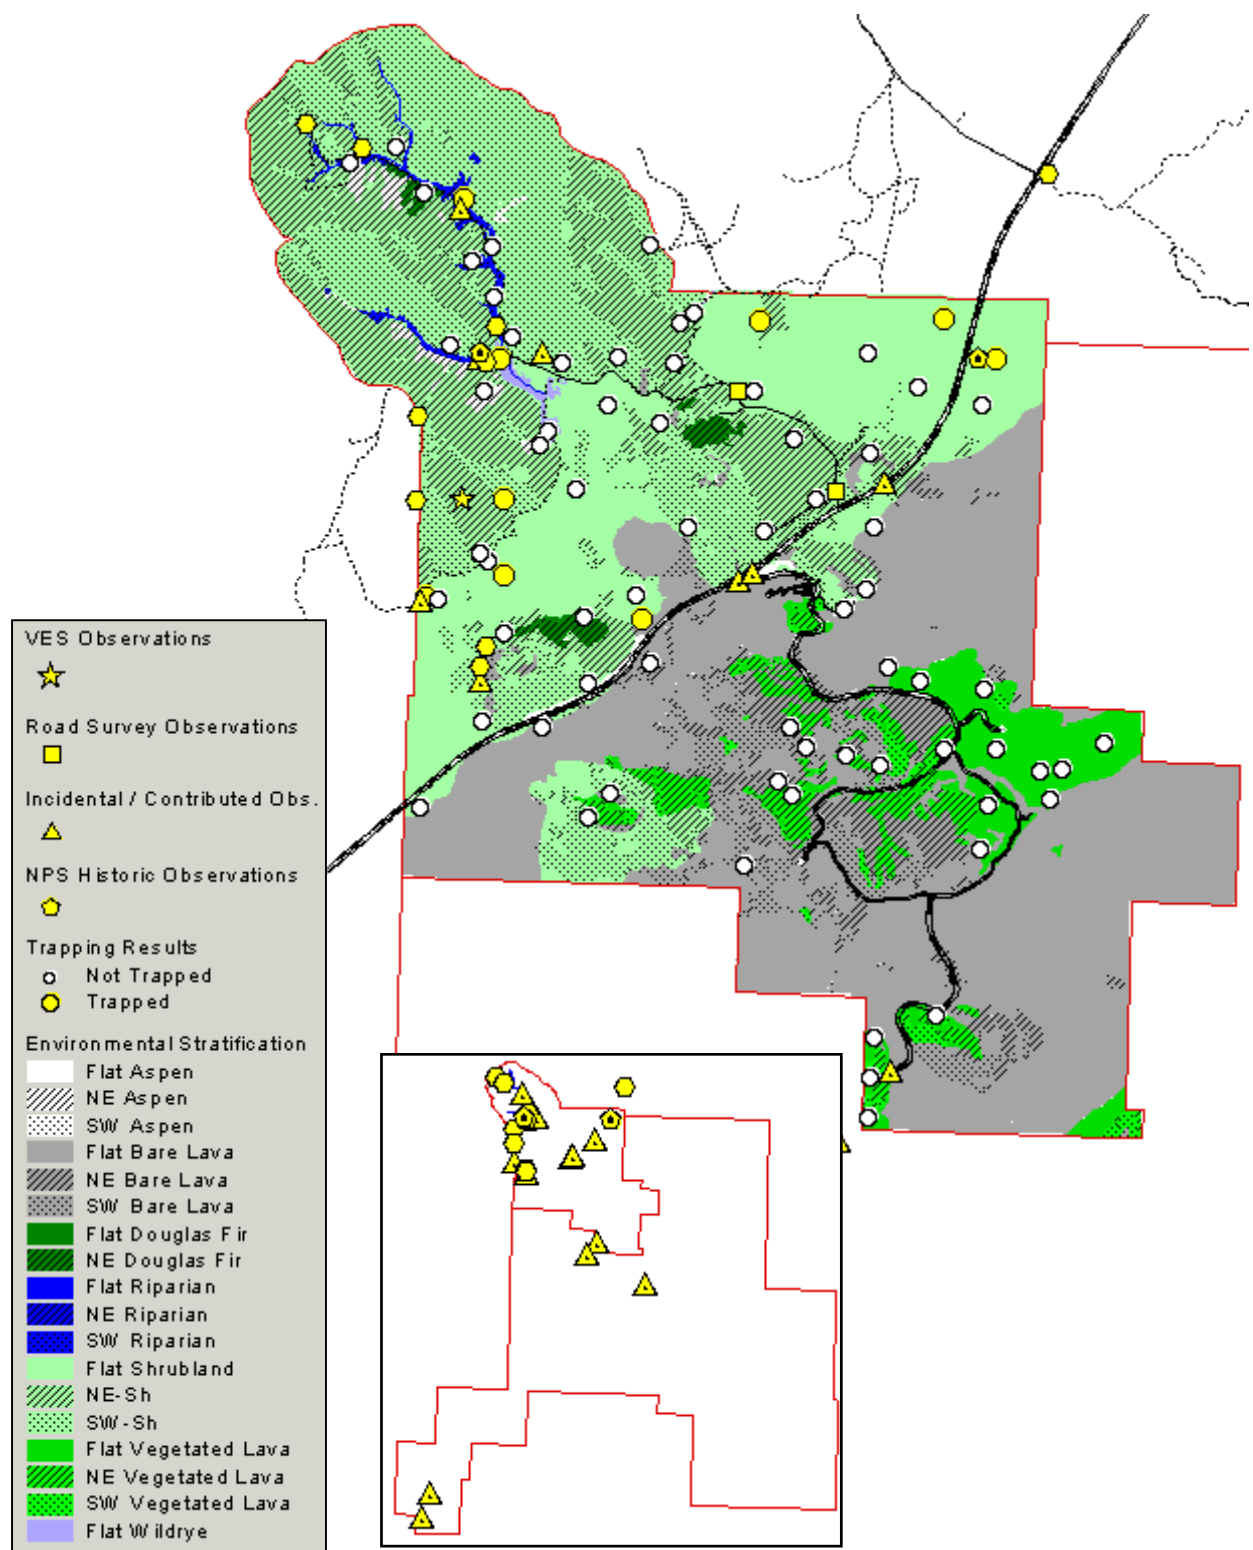 VES Observations
Road Survey Observations
Incidental / Contributed Obs.
NPS Historic Observations
Trapping Results
Not Trapped
Trapped
Environmental Stratification
Flat Aspen
NE Aspen
SW Aspen
Flat Bare Lava
NE Bare Lava
SW Bare Lava
Flat Douglas Fir
NE Douglas Fir
Flat Riparian
NE Riparian
SW Riparian
Flat Shrubland
NE-Sh
SW-Sh
Flat Vegetated Lava
NE Vegetated Lava
SW Vegetated Lava
Flat Wildrye